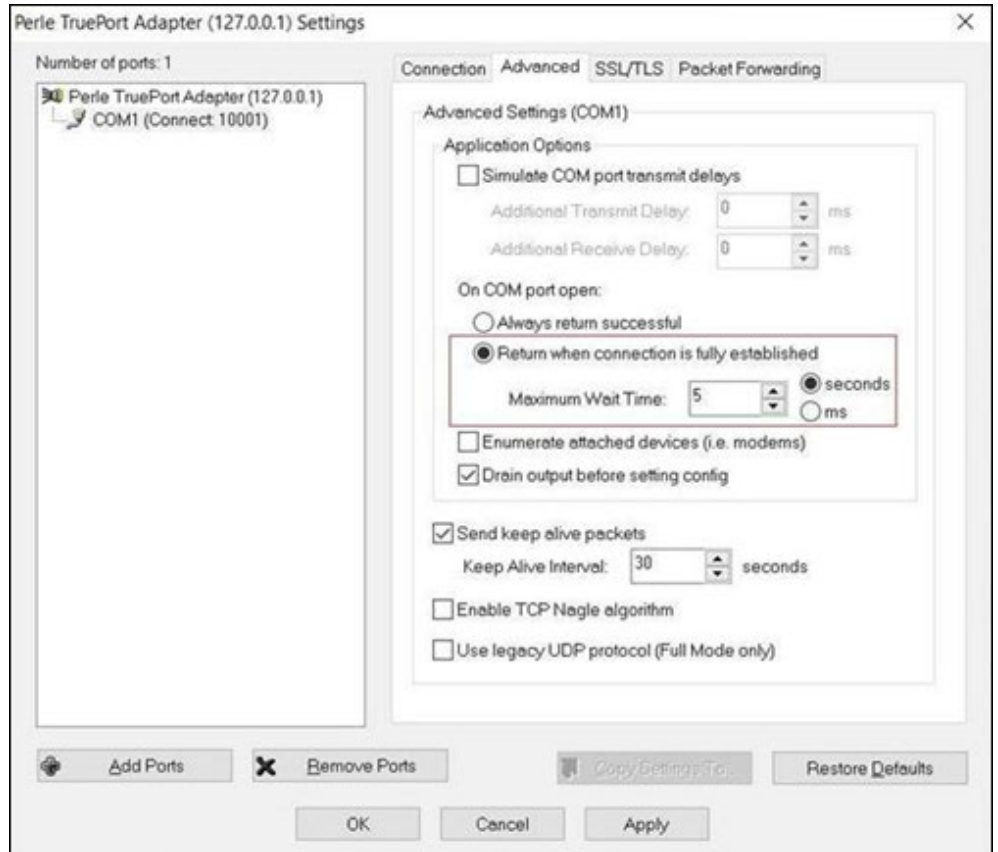 Perle TruePort Adapter (127.0.0.1) Settings
Number of ports: 1
Perle TruePort Adapter (127.0.0.1)
COM1 (Connect: 10001)
Connection Advanced SSL/TLS Packet Forwarding
Advanced Settings (COM1)
Application Options
Simulate COM port transmit delays
Additional Transmit Delay: 0 ms
Additional Receive Delay: 0 ms
On COM port open:
Always return successful
Return when connection is fully established
Maximum Wait Time: 5 seconds
ms
Enumerate attached devices (i.e. modems)
Drain output before setting config
Send keep alive packets
Keep Alive Interval: 30 seconds
Enable TCP Nagle algorithm
Use legacy UDP protocol (Full Mode only)
Add Ports Remove Ports Copy Settings To... Restore Defaults
OK Cancel Apply